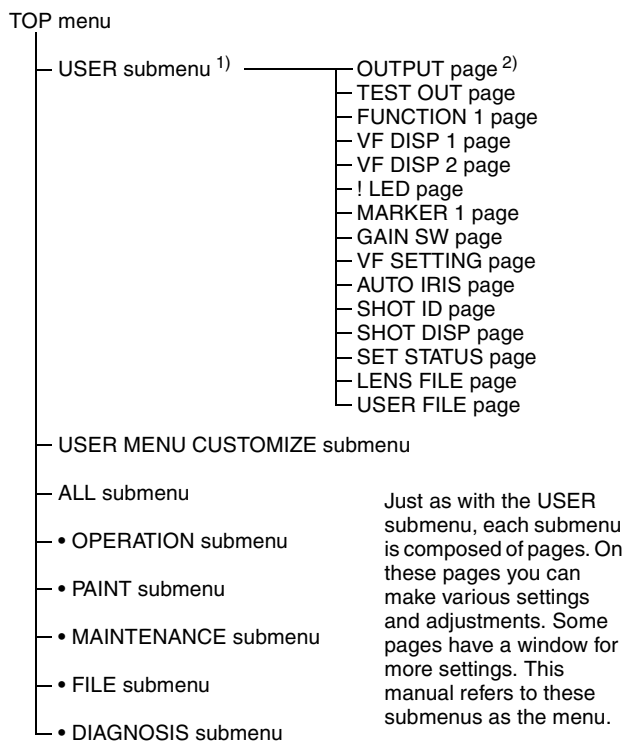 TOP menu
USER submenu 1)
OUTPUT page 2)
TEST OUT page
FUNCTION 1 page
VF DISP 1 page
VF DISP 2 page
! LED page
MARKER 1 page
GAIN SW page
VF SETTING page
AUTO IRIS page
SHOT ID page
SHOT DISP page
SET STATUS page
LENS FILE page
USER FILE page
USER MENU CUSTOMIZE submenu
ALL submenu
• OPERATION submenu
• PAINT submenu
• MAINTENANCE submenu
• FILE submenu
• DIAGNOSIS submenu
Just as with the USER
submenu, each submenu
is composed of pages. On
these pages you can
make various settings
and adjustments. Some
pages have a window for
more settings. This
manual refers to these
submenus as the menu.